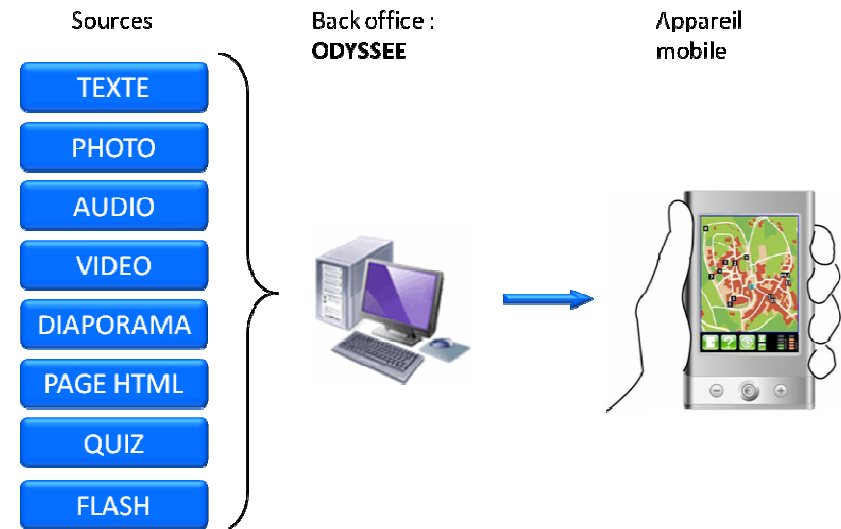 Sources
Back office :
ODYSSEE
Appareil
mobile
TEXTE
PHOTO
AUDIO
VIDEO
DIAPORAMA
PAGE HTML
QUIZ
FLASH